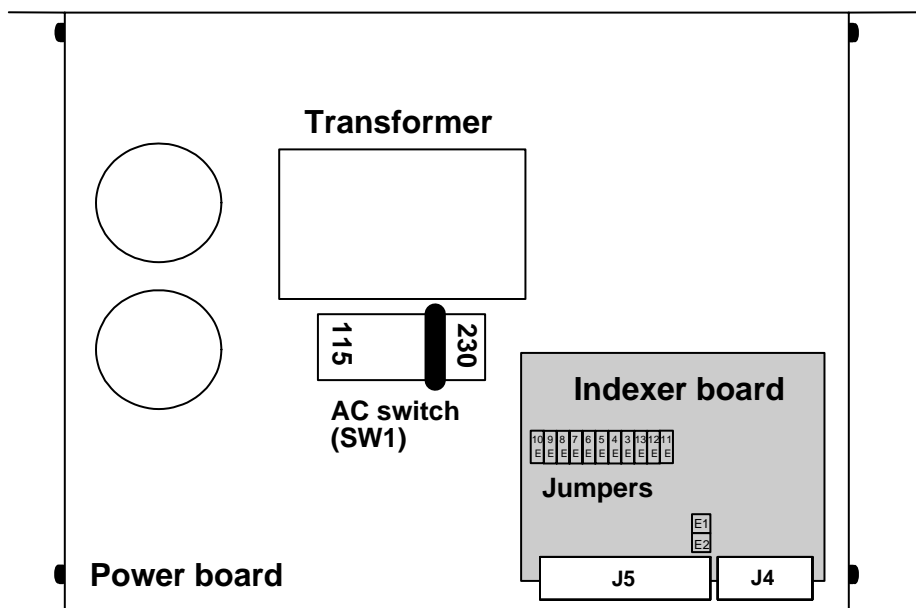 Transformer
115
230
AC switch
(SW1)
Indexer board
10 9 8 7 6 5 4 3 13 12 11
E E E E E E E E E E E
Jumpers
E1
E2
Power board
J5
J4